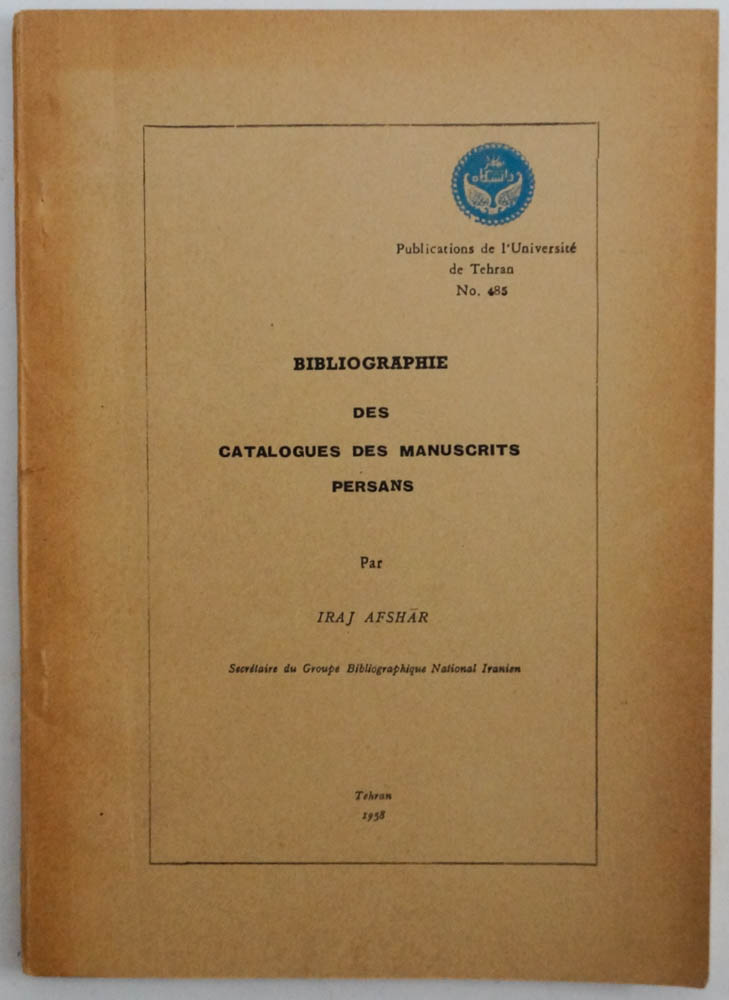 دانشگاه
Publications de l'Université
de Tehran
No. 485
BIBLIOGRAPHIE
DES
CATALOGUES DES MANUSCRITS
PERSANS
Par
IRAJ AFSHĀR
Secrétaire du Groupe Bibliographique National Iranien
Tehran
1958